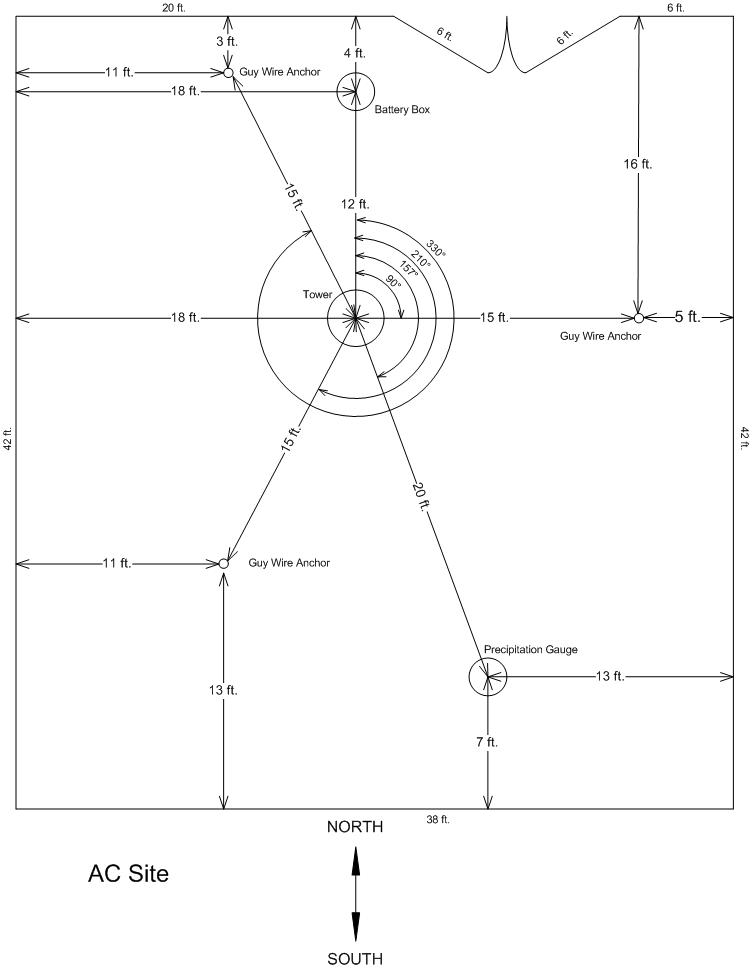 20 ft.
6 ft.
6 ft.
6 ft.
3 ft.
4 ft.
11 ft.
Guy Wire Anchor
18 ft.
Battery Box
16 ft.
15 ft.
12 ft.
330°
210°
157°
90°
Tower
18 ft.
15 ft.
5 ft.
Guy Wire Anchor
42 ft.
42 ft.
15 ft.
20 ft.
11 ft.
Guy Wire Anchor
Precipitation Gauge
13 ft.
13 ft.
7 ft.
38 ft.
NORTH
AC Site
SOUTH